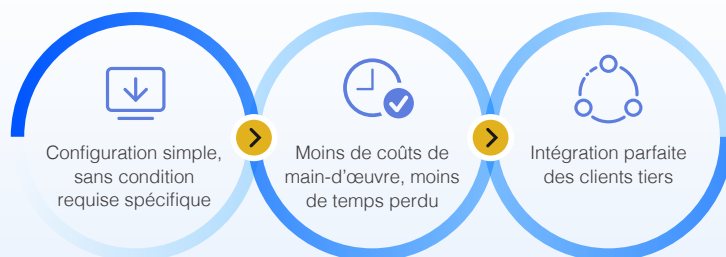 Configuration simple,
sans condition
requise spécifique
Moins de coûts de
main-d'œuvre, moins
de temps perdu
Intégration parfaite
des clients tiers